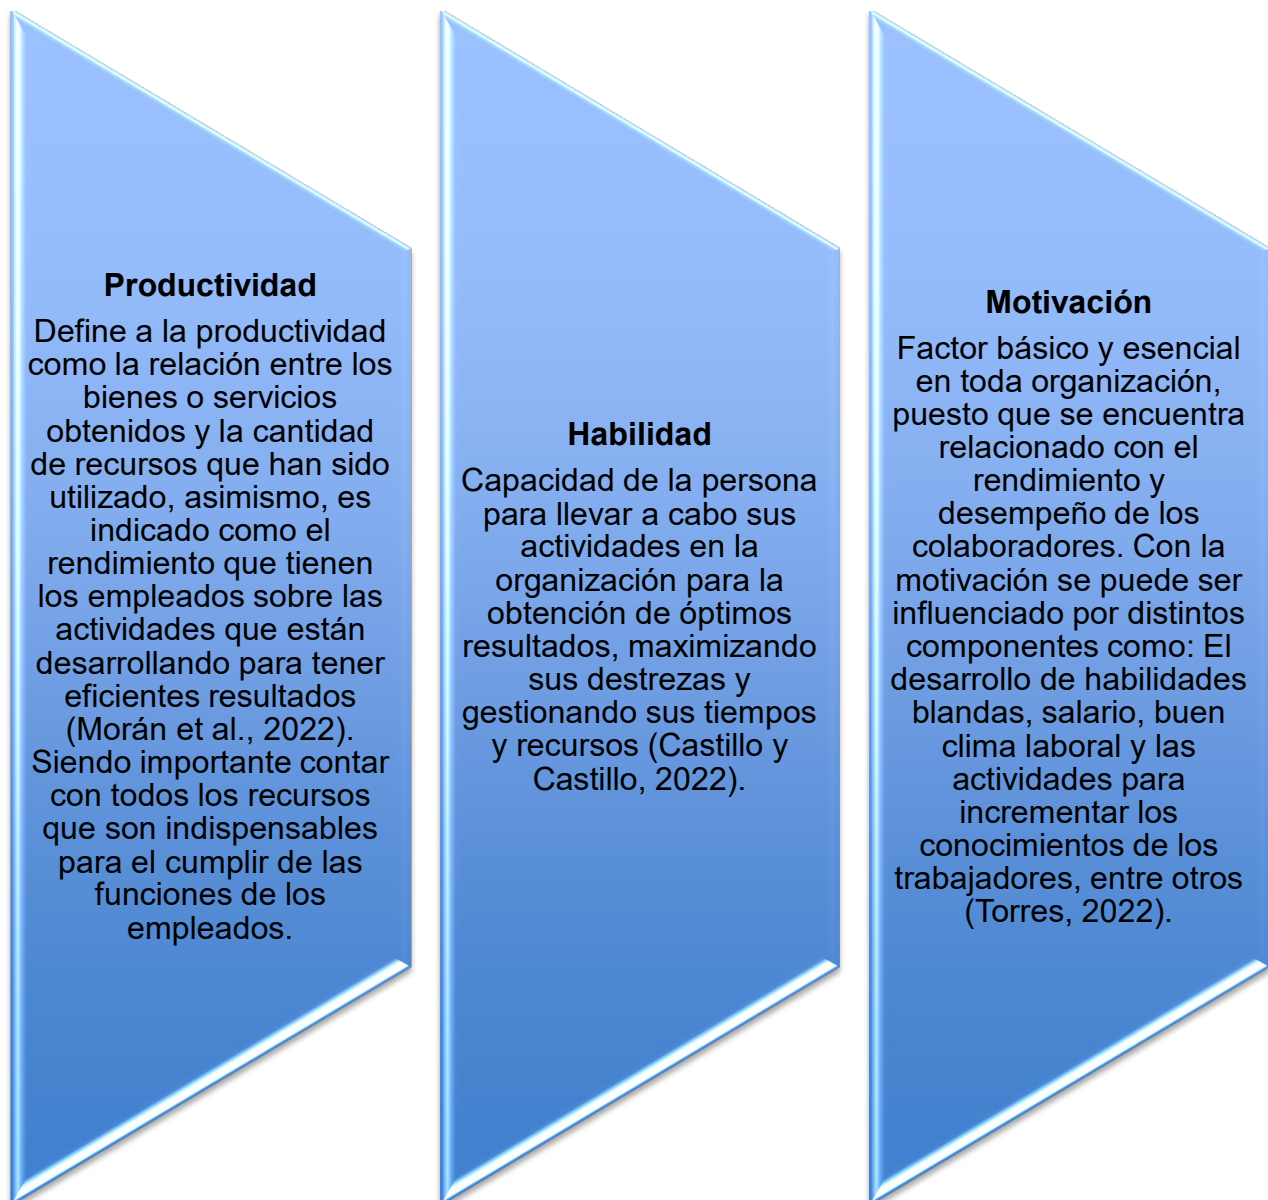 Productividad
Define a la productividad
como la relación entre los
bienes o servicios
obtenidos y la cantidad
de recursos que han sido
utilizado, asimismo, es
indicado como el
rendimiento que tienen
los empleados sobre las
actividades que están
desarrollando para tener
eficientes resultados
(Morán et al., 2022).
Siendo importante contar
con todos los recursos
que son indispensables
para el cumplir de las
funciones de los
empleados.
Habilidad
Capacidad de la persona
para llevar a cabo sus
actividades en la
organización para la
obtención de óptimos
resultados, maximizando
sus destrezas y
gestionando sus tiempos
y recursos (Castillo y
Castillo, 2022).
Motivación
Factor básico y esencial
en toda organización,
puesto que se encuentra
relacionado con el
rendimiento y
desempeño de los
colaboradores. Con la
motivación se puede ser
influenciado por distintos
componentes como: El
desarrollo de habilidades
blandas, salario, buen
clima laboral y las
actividades para
incrementar los
conocimientos de los
trabajadores, entre otros
(Torres, 2022).